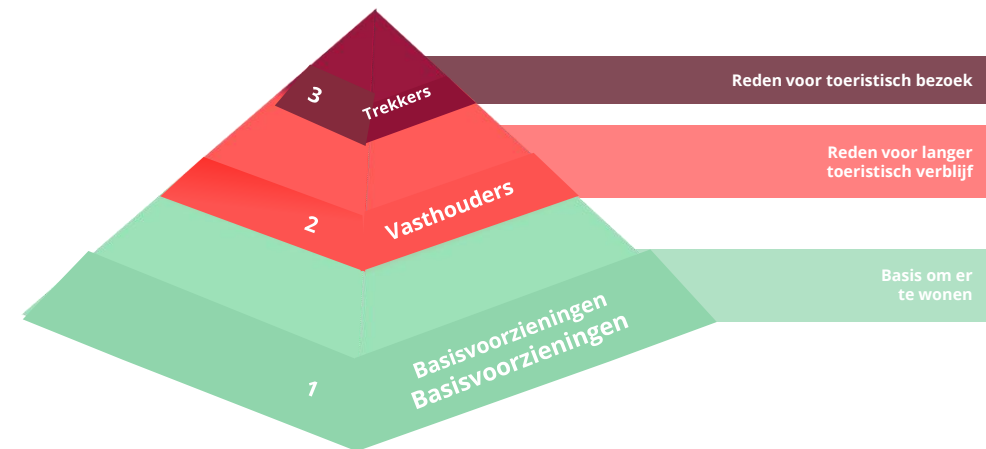 3
Trekkers
Reden voor toeristisch bezoek
2
Vasthouders
Reden voor langer
toeristisch verblijf
1
Basisvoorzieningen
Basisvoorzieningen
Basis om er
te wonen